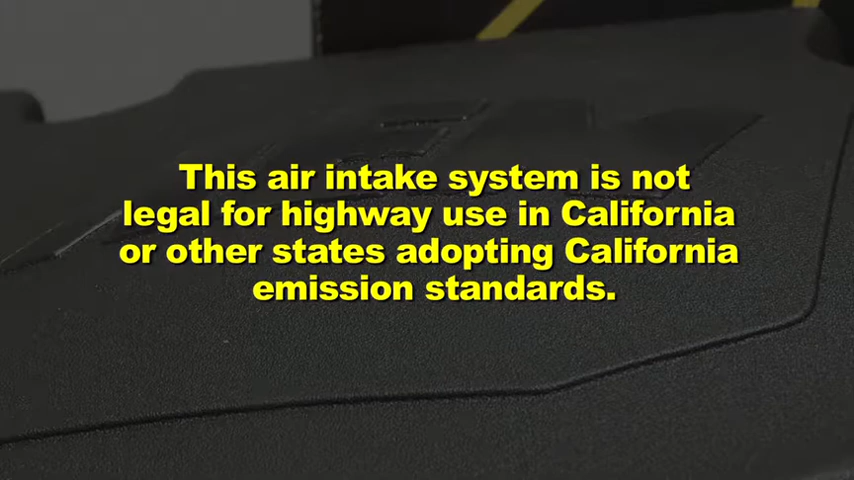 This air intake system is not
legal for highway use in California
or other states adopting California
emission standards.